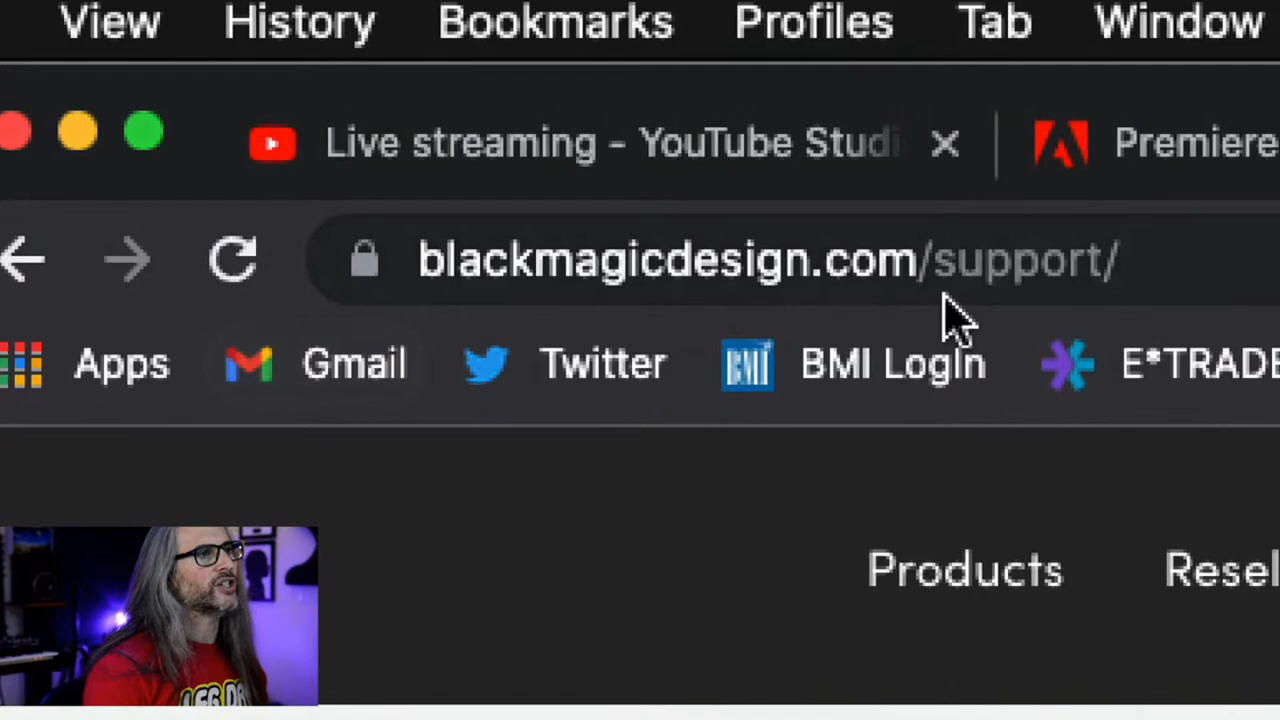 View History Bookmarks Profiles Tab Window
Live streaming - YouTube Studi Premiere
blackmagicdesign.com/support/
Apps Gmail Twitter BMI Login E*TRADE
Products Resel